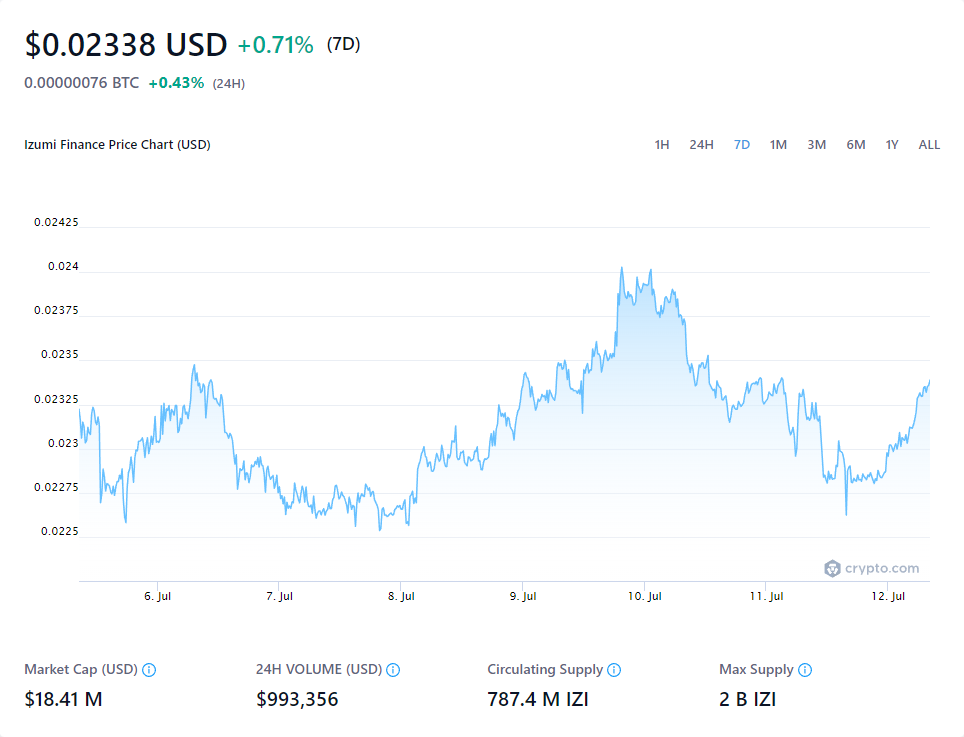 $0.02338 USD +0.71% (7D)
0.00000076 BTC +0.43% (24H)
Izumi Finance Price Chart (USD) 1H 24H 7D 1M 3M 6M 1Y ALL
0.02425
0.024
0.02375
0.0235
0.02325
0.023
0.02275
0.0225
crypto.com
6. Jul 7. Jul 8. Jul 9. Jul 10. Jul 11. Jul 12. Jul
Market Cap (USD) 24H VOLUME (USD) Circulating Supply Max Supply
$18.41 M $993,356 787.4 M IZI 2 B IZI